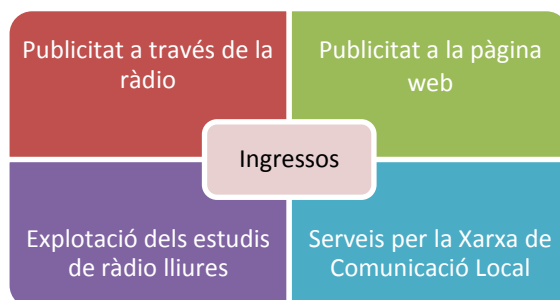 Publicitat a través de la
ràdio
Publicitat a la pàgina
web
Ingressos
Explotació dels estudis
de ràdio lliures
Serveis per la Xarxa de
Comunicació Local